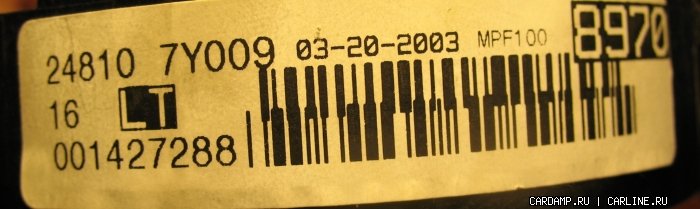 24810 7Y009 03-20-2003 MPF100 8970
16 LT
001427288
CARDAMP.RU | CARLINE.RU